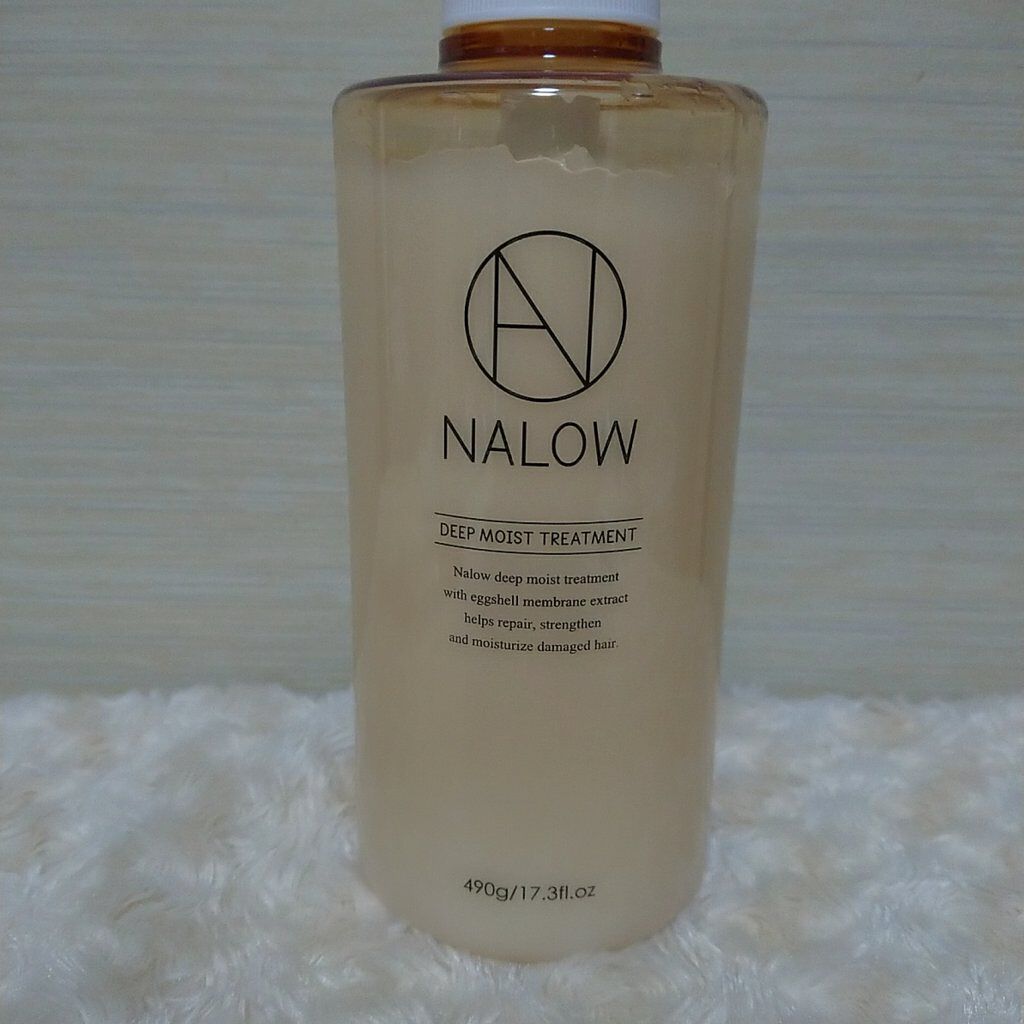 NALOW
DEEP MOIST TREATMENT
Nalow deep moist treatment
with eggshell membrane extract
helps repair, strengthen
and moisturize damaged hair.
490g/17.3fl.oz